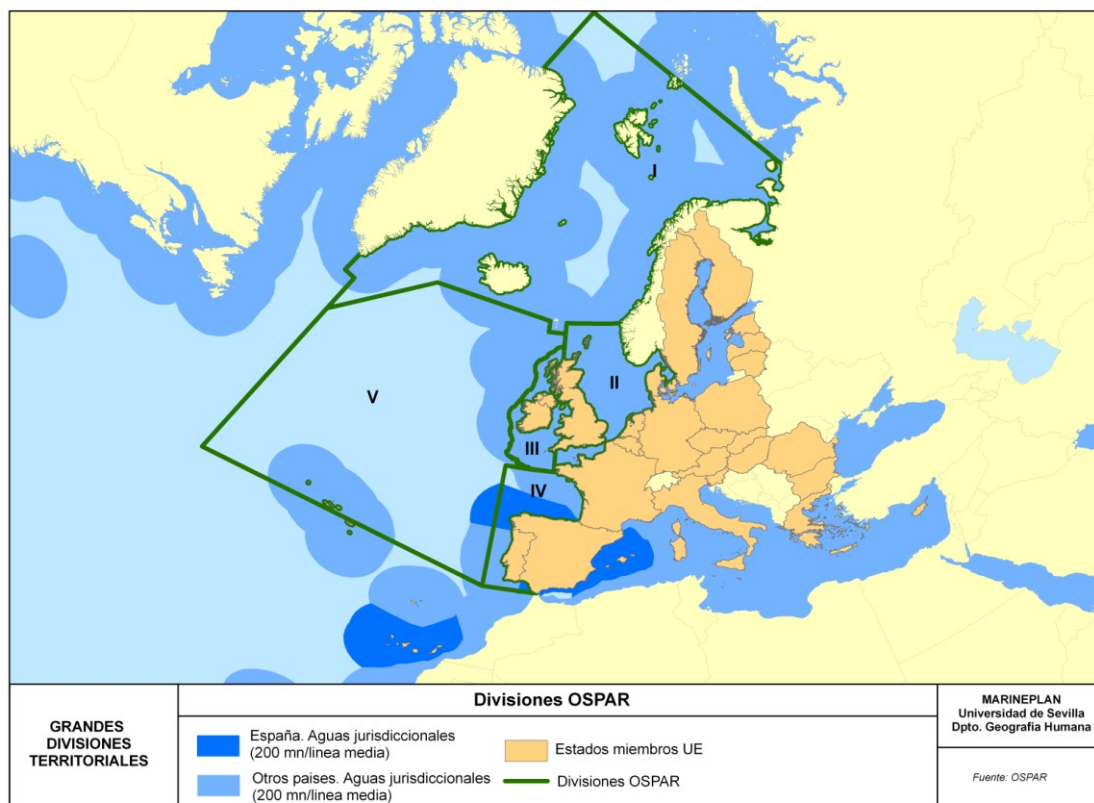 I
II
V
III
IV
GRANDES
DIVISIONES
TERRITORIALES
Divisiones OSPAR
España. Aguas jurisdiccionales
(200 mn/linea media)
Otros paises. Aguas jurisdiccionales
(200 mn/linea media)
Estados miembros UE
Divisiones OSPAR
MARINEPLAN
Universidad de Sevilla
Dpto. Geografía Humana
Fuente: OSPAR